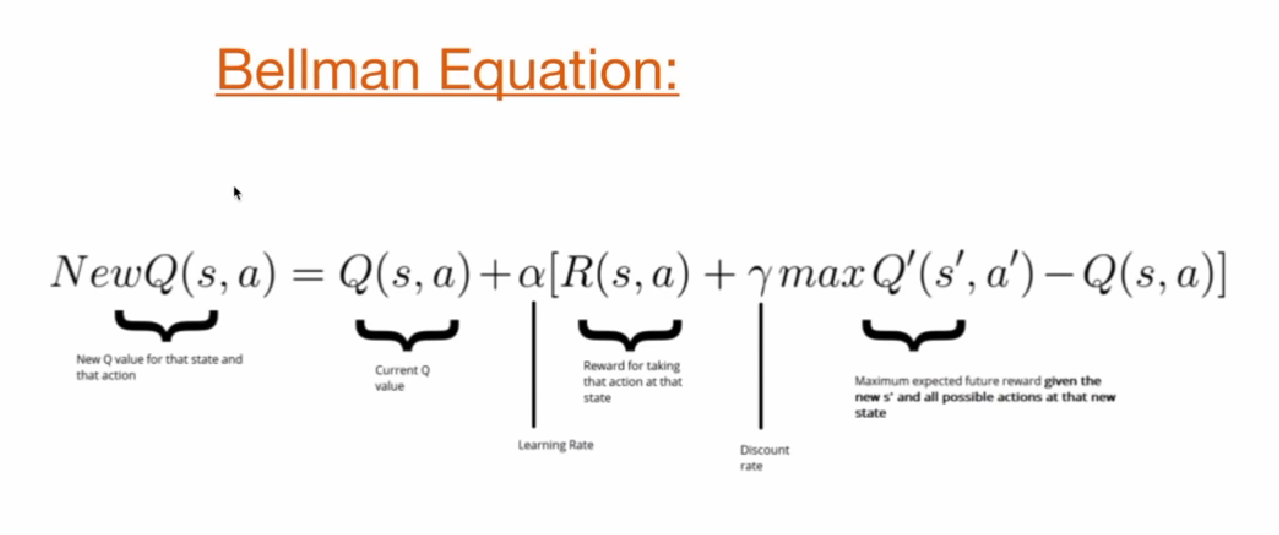 Bellman Equation:
NewQ(s, a) = Q(s, a) + α[R(s, a) + γ max Q′(s′, a′) − Q(s, a)]
New Q value for that state and
that action
Current Q
value
Reward for taking
that action at that
state
Maximum expected future reward given the
new s' and all possible actions at that new
state
Learning Rate
Discount
rate